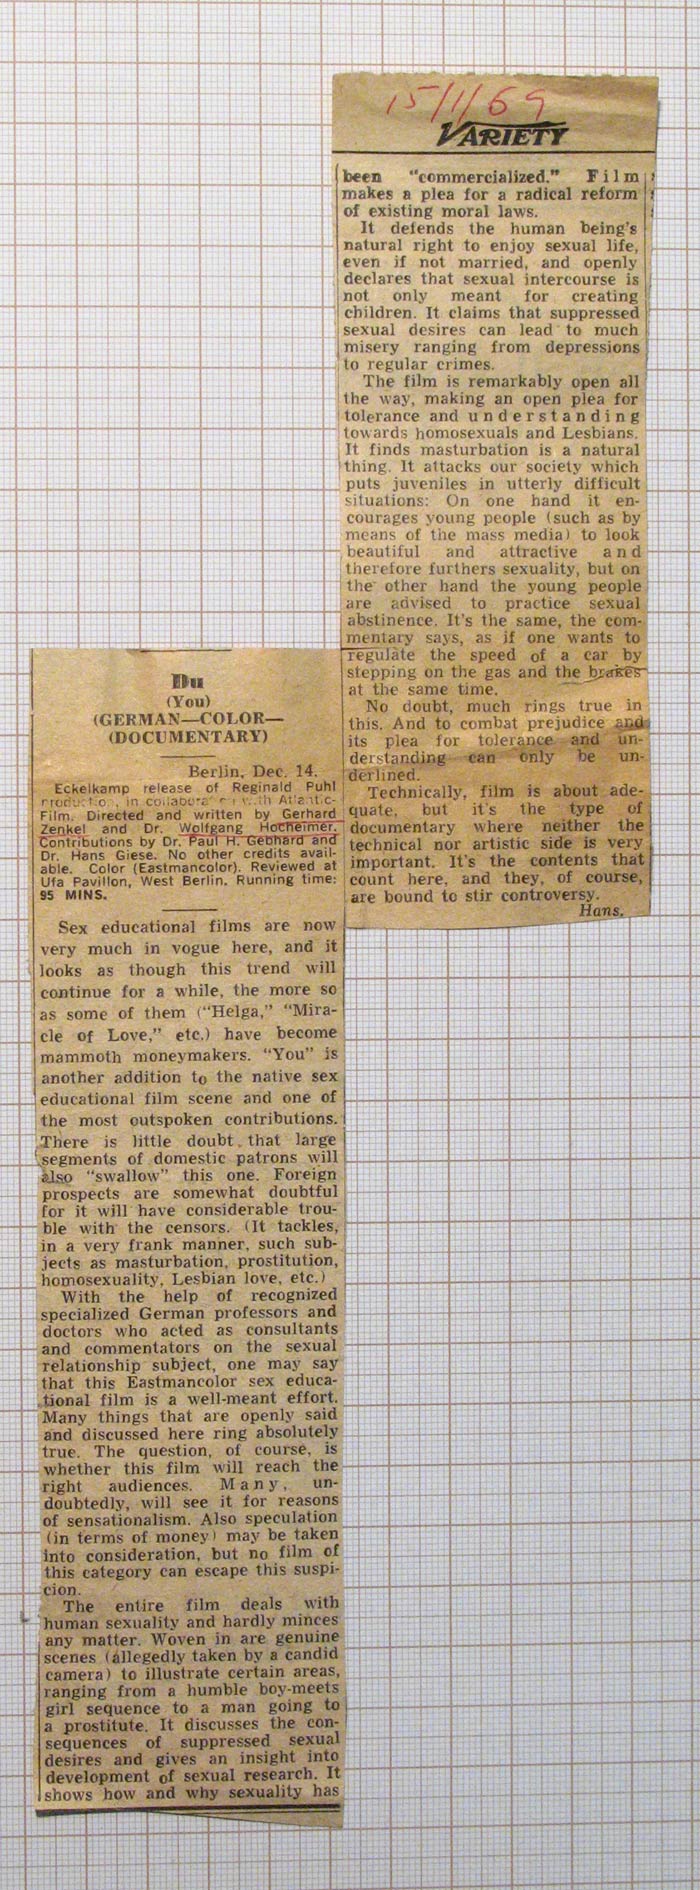 15/1/69
VARIETY
Du
(You)
(GERMAN—COLOR—
(DOCUMENTARY)
Berlin, Dec. 14.
Eckelkamp release of Reginald Puhl
production, in collaboration with Atlantic-
Film. Directed and written by Gerhard
Zenkel and Dr. Wolfgang Hocheimer.
Contributions by Dr. Paul H. Gebhard and
Dr. Hans Giese. No other credits avail-
able. Color (Eastmancolor). Reviewed at
Ufa Pavillon, West Berlin. Running time:
95 MINS.
Sex educational films are now
very much in vogue here, and it
looks as though this trend will
continue for a while, the more so
as some of them ("Helga," "Mira-
cle of Love," etc.) have become
mammoth moneymakers. "You" is
another addition to the native sex
educational film scene and one of
the most outspoken contributions.
There is little doubt that large
segments of domestic patrons will
also "swallow" this one. Foreign
prospects are somewhat doubtful
for it will have considerable trou-
ble with the censors. (It tackles,
in a very frank manner, such sub-
jects as masturbation, prostitution,
homosexuality, Lesbian love, etc.)
With the help of recognized
specialized German professors and
doctors who acted as consultants
and commentators on the sexual
relationship subject, one may say
that this Eastmancolor sex educa-
tional film is a well-meant effort.
Many things that are openly said
and discussed here ring absolutely
true. The question, of course, is
whether this film will reach the
right audiences. Many, un-
doubtedly, will see it for reasons
of sensationalism. Also speculation
(in terms of money) may be taken
into consideration, but no film of
this category can escape this suspi-
cion.
The entire film deals with
human sexuality and hardly minces
any matter. Woven in are genuine
scenes (allegedly taken by a candid
camera) to illustrate certain areas,
ranging from a humble boy-meets
girl sequence to a man going to
a prostitute. It discusses the con-
sequences of suppressed sexual
desires and gives an insight into
development of sexual research. It
shows how and why sexuality has
been "commercialized." Film
makes a plea for a radical reform
of existing moral laws.
It defends the human being's
natural right to enjoy sexual life,
even if not married, and openly
declares that sexual intercourse is
not only meant for creating
children. It claims that suppressed
sexual desires can lead to much
misery ranging from depressions
to regular crimes.
The film is remarkably open all
the way, making an open plea for
tolerance and understanding
towards homosexuals and Lesbians.
It finds masturbation is a natural
thing. It attacks our society which
puts juveniles in utterly difficult
situations: On one hand it en-
courages young people (such as by
means of the mass media) to look
beautiful and attractive and
therefore furthers sexuality, but on
the other hand the young people
are advised to practice sexual
abstinence. It's the same, the com-
mentary says, as if one wants to
regulate the speed of a car by
stepping on the gas and the brakes
at the same time.
No doubt, much rings true in
this. And to combat prejudice and
its plea for tolerance and un-
derstanding can only be un-
derlined.
Technically, film is about ade-
quate, but it's the type of
documentary where neither the
technical nor artistic side is very
important. It's the contents that
count here, and they, of course,
are bound to stir controversy.
Hans.